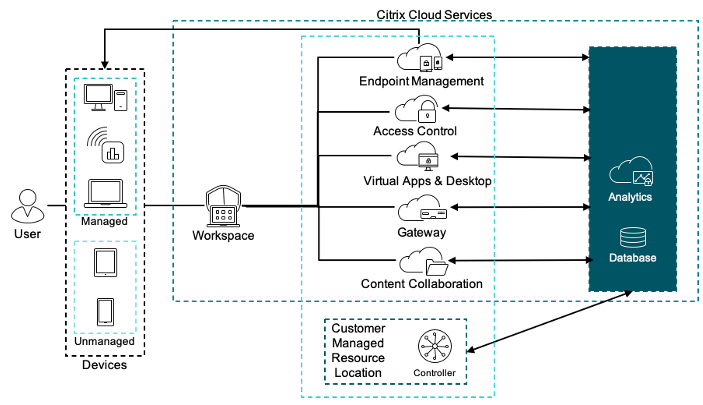 Citrix Cloud Services
Endpoint Management
Access Control
Virtual Apps & Desktop
Analytics
Managed
User
Workspace
Gateway
Database
Content Collaboration
Unmanaged
Devices
Customer
Managed
Resource
Location
Controller